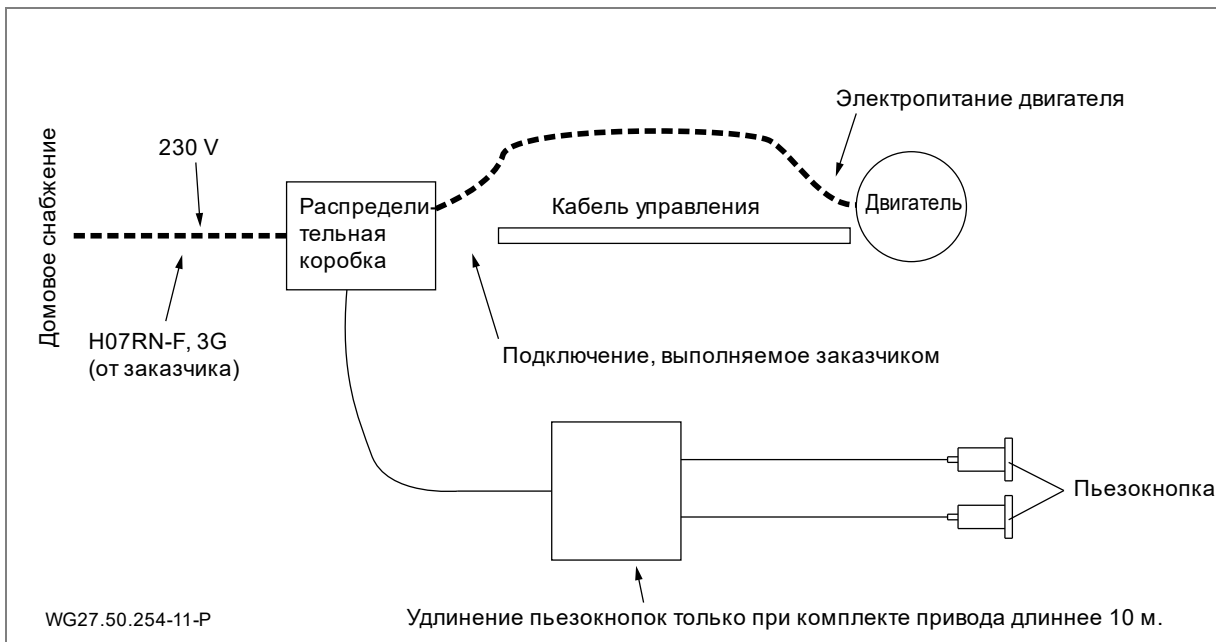 Электропитание двигателя
Домовое снабжение
230 V
Распредели-
тельная
коробка
Кабель управления
Двигатель
H07RN-F, 3G
(от заказчика)
Подключение, выполняемое заказчиком
Пьезокнопка
WG27.50.254-11-P
Удлинение пьезокнопок только при комплекте привода длиннее 10 м.